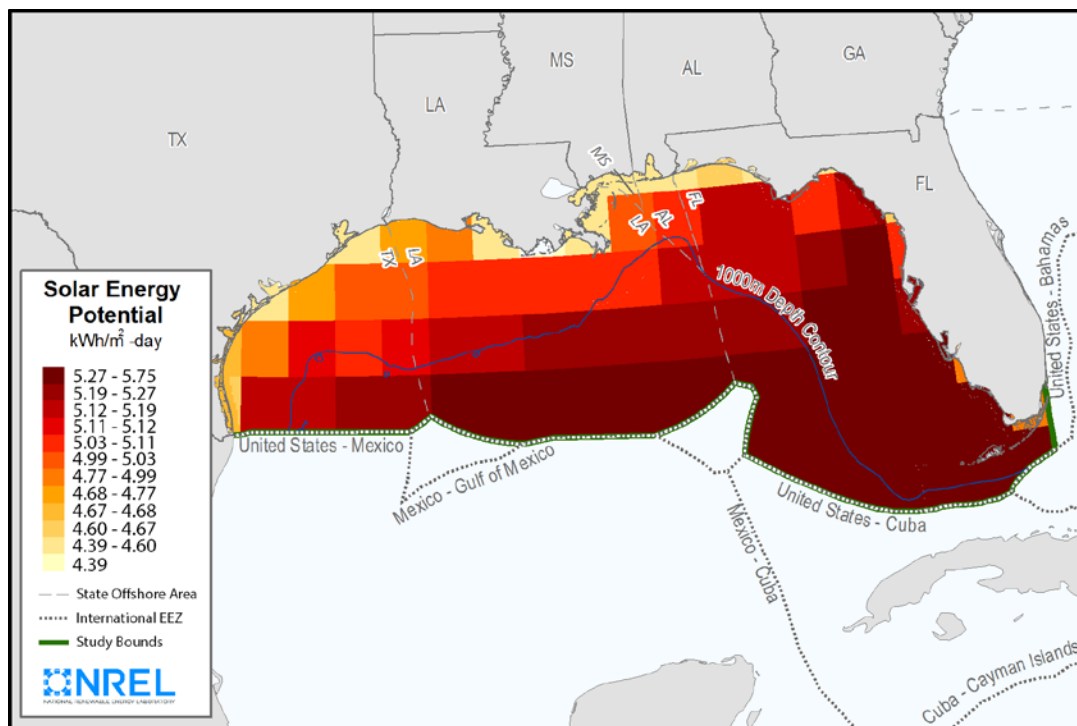 MS
AL
GA
LA
TX
FL
MS
AL
FL
LA
TX
LA
1000m Depth Contour
United States - Bahamas
United States - Mexico
Mexico - Gulf of Mexico
United States - Cuba
Mexico - Cuba
Cuba - Cayman Islands
Solar Energy
Potential
kWh/m² -day
5.27 - 5.75
5.19 - 5.27
5.12 - 5.19
5.11 - 5.12
5.03 - 5.11
4.99 - 5.03
4.77 - 4.99
4.68 - 4.77
4.67 - 4.68
4.60 - 4.67
4.39 - 4.60
4.39
State Offshore Area
International EEZ
Study Bounds
NREL
NATIONAL RENEWABLE ENERGY LABORATORY